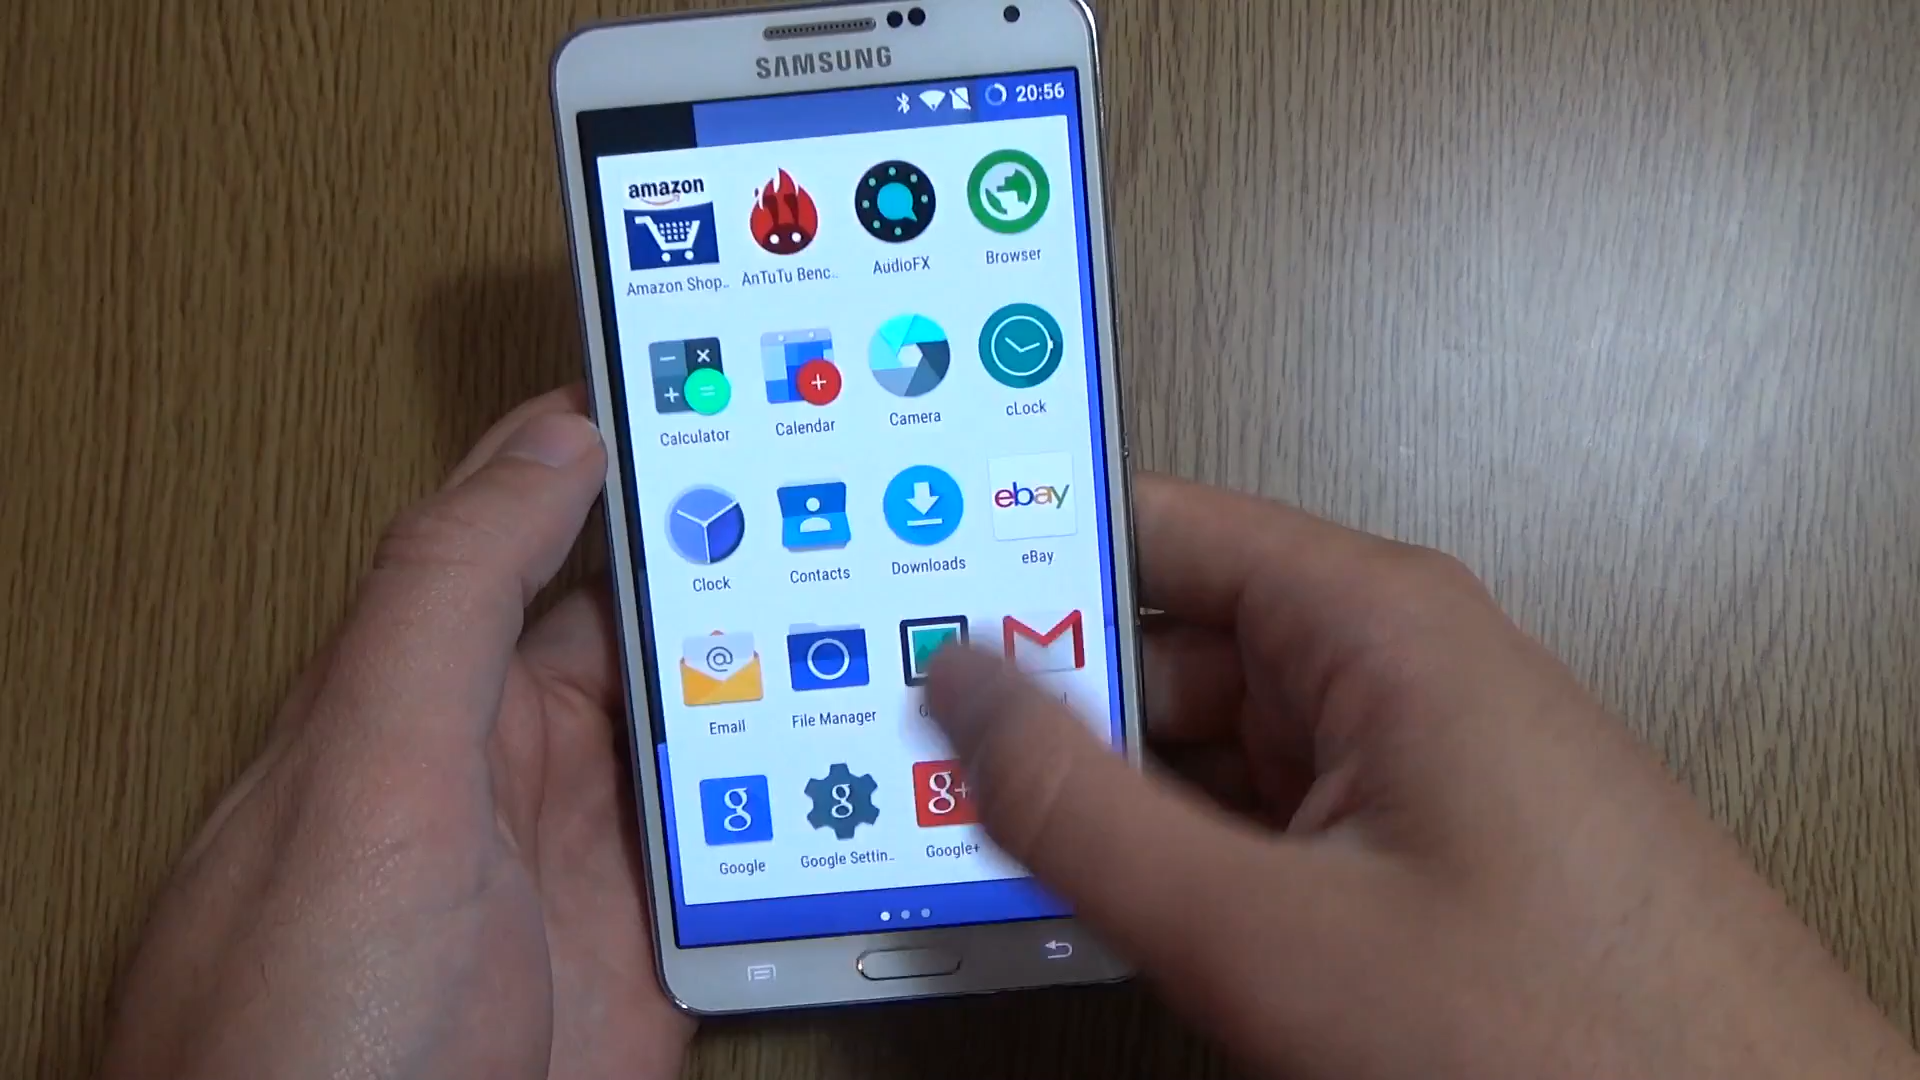 SAMSUNG
20:56
amazon
Amazon Shop..
AnTuTu Benc..
AudioFX
Browser
Calculator
Calendar
Camera
cLock
ebay
Clock
Contacts
Downloads
eBay
@
Email
File Manager
g
g
g+
Google
Google Settin..
Google+